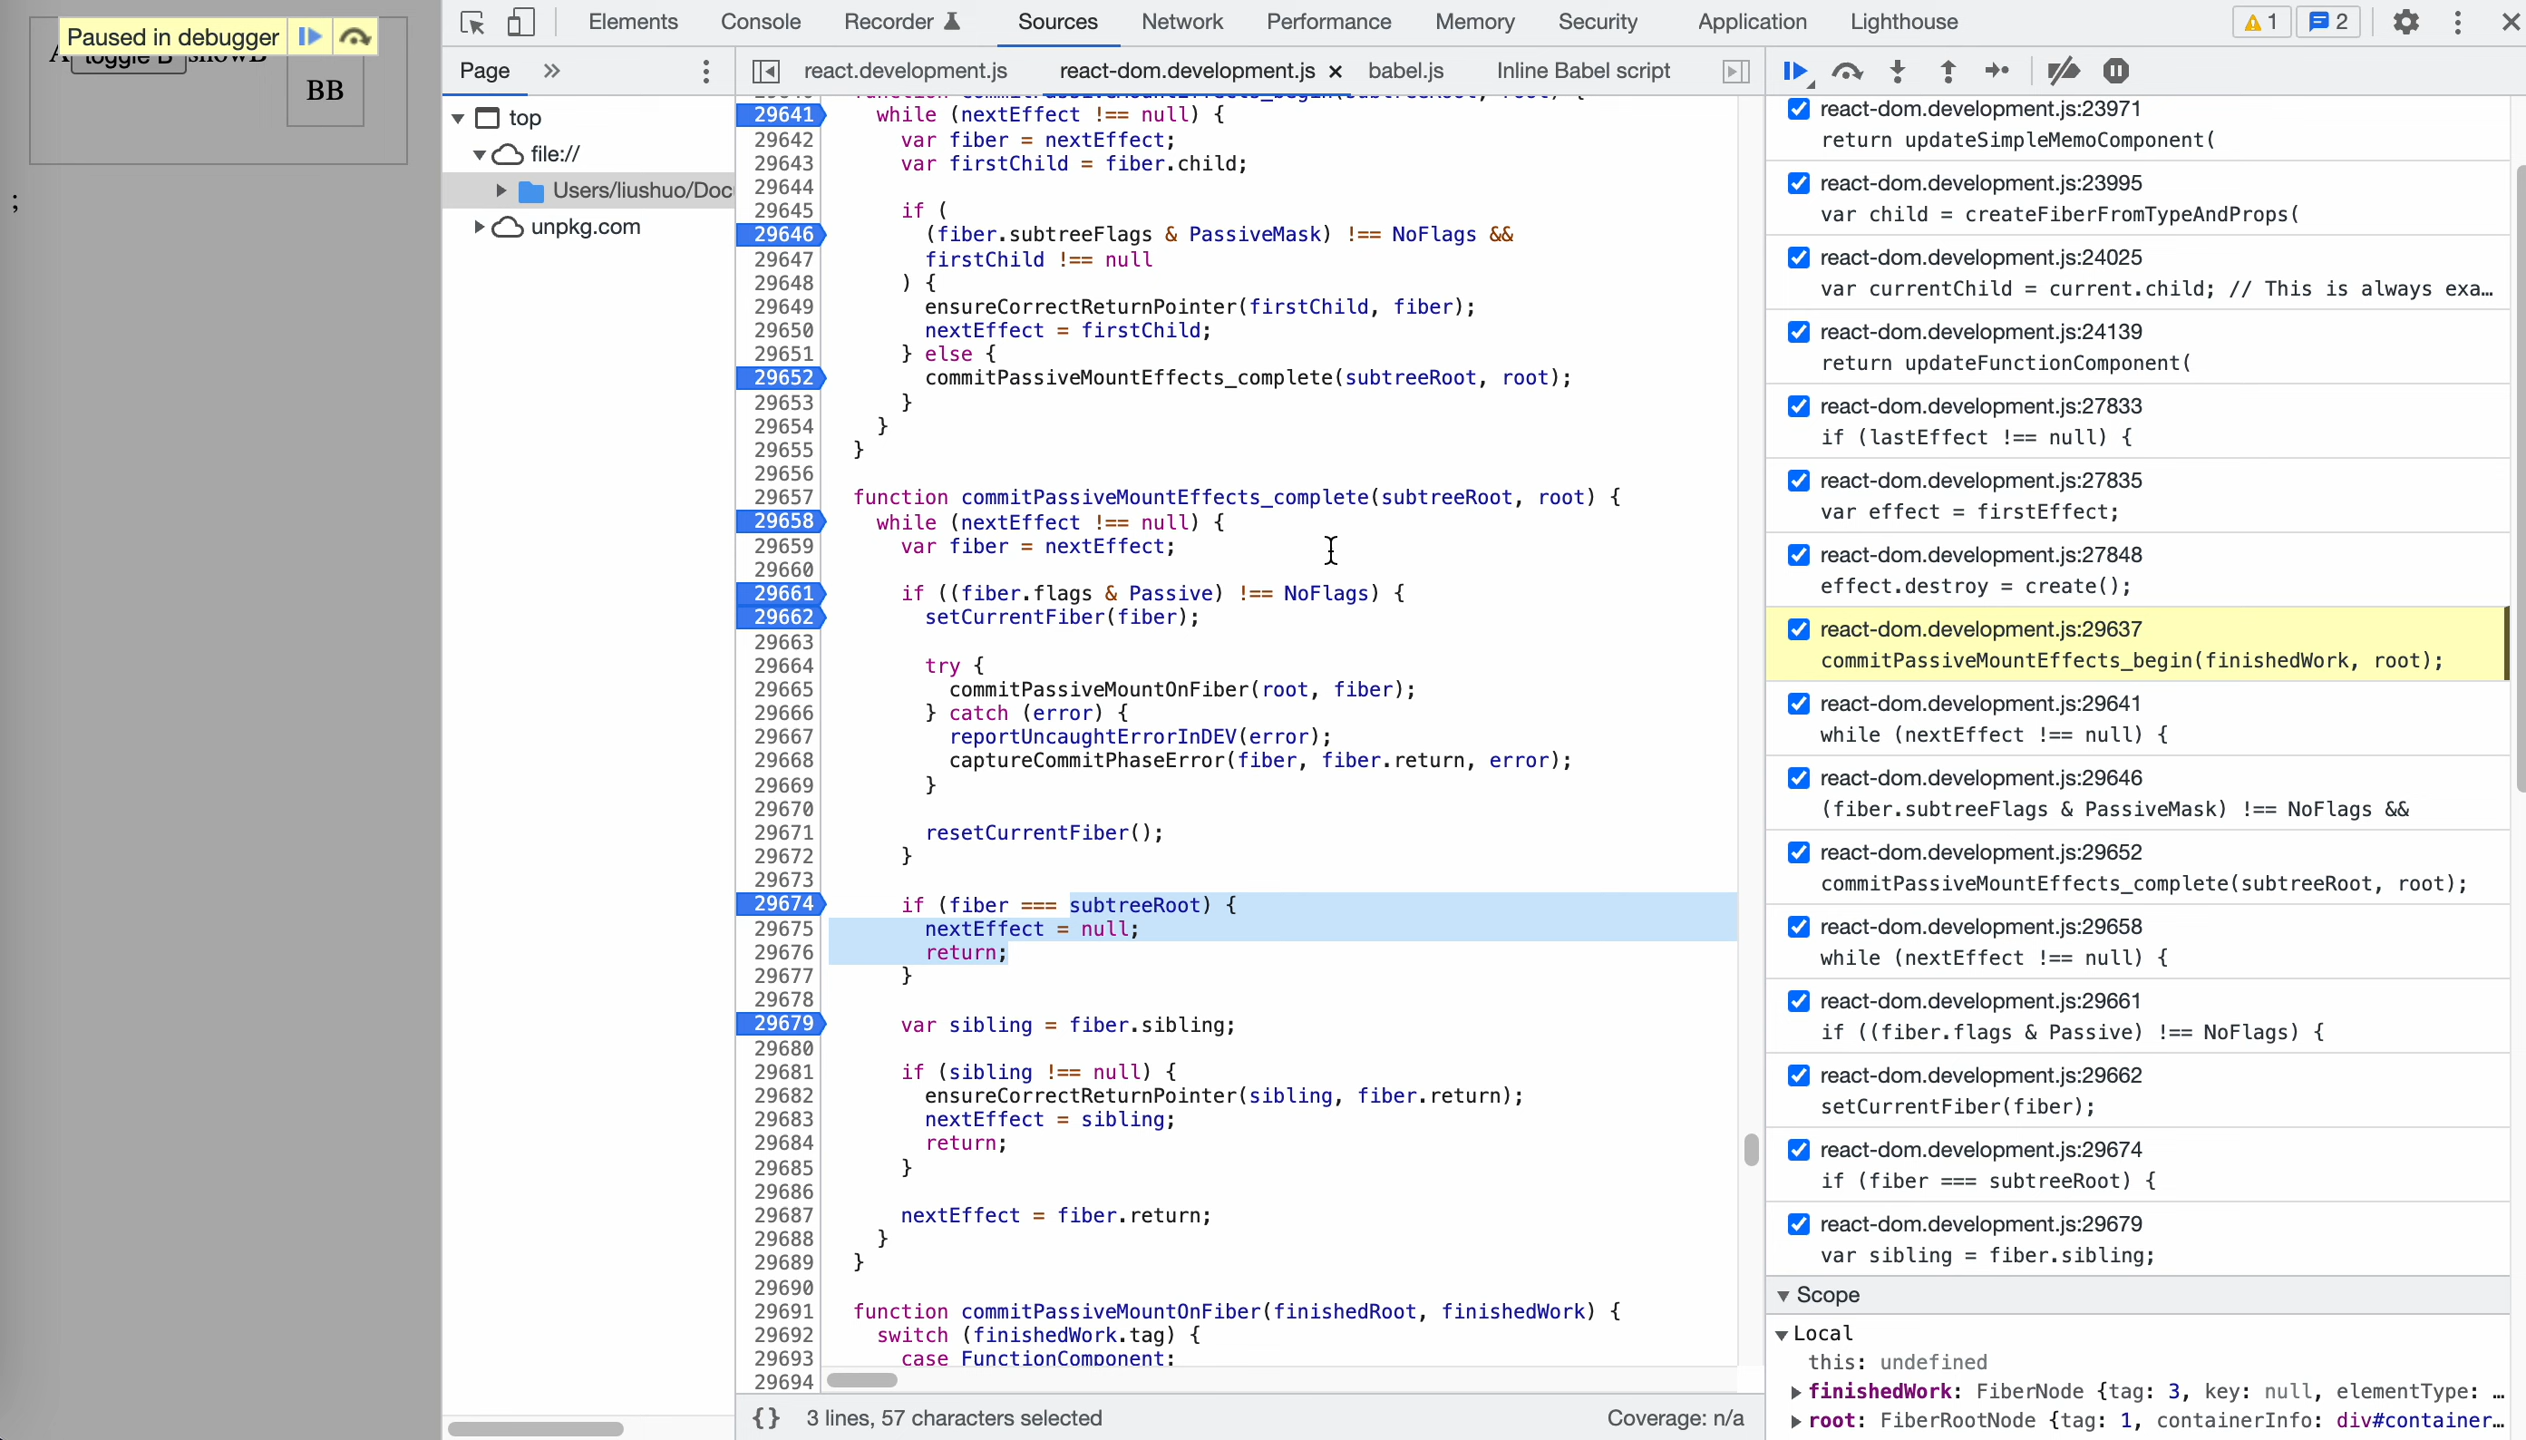 Paused in debugger
A toggle B showB
BB
;
Elements Console Recorder Sources Network Performance Memory Security Application Lighthouse 1 2
Page
top
file://
Users/liushuo/Doc
unpkg.com
react.development.js react-dom.development.js × babel.js Inline Babel script
29641 while (nextEffect !== null) {
29642 var fiber = nextEffect;
29643 var firstChild = fiber.child;
29644
29645 if (
29646 (fiber.subtreeFlags & PassiveMask) !== NoFlags &&
29647 firstChild !== null
29648 ) {
29649 ensureCorrectReturnPointer(firstChild, fiber);
29650 nextEffect = firstChild;
29651 } else {
29652 commitPassiveMountEffects_complete(subtreeRoot, root);
29653 }
29654 }
29655 }
29656
29657 function commitPassiveMountEffects_complete(subtreeRoot, root) {
29658 while (nextEffect !== null) {
29659 var fiber = nextEffect;
29660
29661 if ((fiber.flags & Passive) !== NoFlags) {
29662 setCurrentFiber(fiber);
29663
29664 try {
29665 commitPassiveMountOnFiber(root, fiber);
29666 } catch (error) {
29667 reportUncaughtErrorInDEV(error);
29668 captureCommitPhaseError(fiber, fiber.return, error);
29669 }
29670
29671 resetCurrentFiber();
29672 }
29673
29674 if (fiber === subtreeRoot) {
29675 nextEffect = null;
29676 return;
29677 }
29678
29679 var sibling = fiber.sibling;
29680
29681 if (sibling !== null) {
29682 ensureCorrectReturnPointer(sibling, fiber.return);
29683 nextEffect = sibling;
29684 return;
29685 }
29686
29687 nextEffect = fiber.return;
29688 }
29689 }
29690
29691 function commitPassiveMountOnFiber(finishedRoot, finishedWork) {
29692 switch (finishedWork.tag) {
29693 case FunctionComponent:
29694
{} 3 lines, 57 characters selected Coverage: n/a
react-dom.development.js:23971
return updateSimpleMemoComponent(
react-dom.development.js:23995
var child = createFiberFromTypeAndProps(
react-dom.development.js:24025
var currentChild = current.child; // This is always exa…
react-dom.development.js:24139
return updateFunctionComponent(
react-dom.development.js:27833
if (lastEffect !== null) {
react-dom.development.js:27835
var effect = firstEffect;
react-dom.development.js:27848
effect.destroy = create();
react-dom.development.js:29637
commitPassiveMountEffects_begin(finishedWork, root);
react-dom.development.js:29641
while (nextEffect !== null) {
react-dom.development.js:29646
(fiber.subtreeFlags & PassiveMask) !== NoFlags &&
react-dom.development.js:29652
commitPassiveMountEffects_complete(subtreeRoot, root);
react-dom.development.js:29658
while (nextEffect !== null) {
react-dom.development.js:29661
if ((fiber.flags & Passive) !== NoFlags) {
react-dom.development.js:29662
setCurrentFiber(fiber);
react-dom.development.js:29674
if (fiber === subtreeRoot) {
react-dom.development.js:29679
var sibling = fiber.sibling;
Scope
Local
this: undefined
finishedWork: FiberNode {tag: 3, key: null, elementType: …
root: FiberRootNode {tag: 1, containerInfo: div#container…